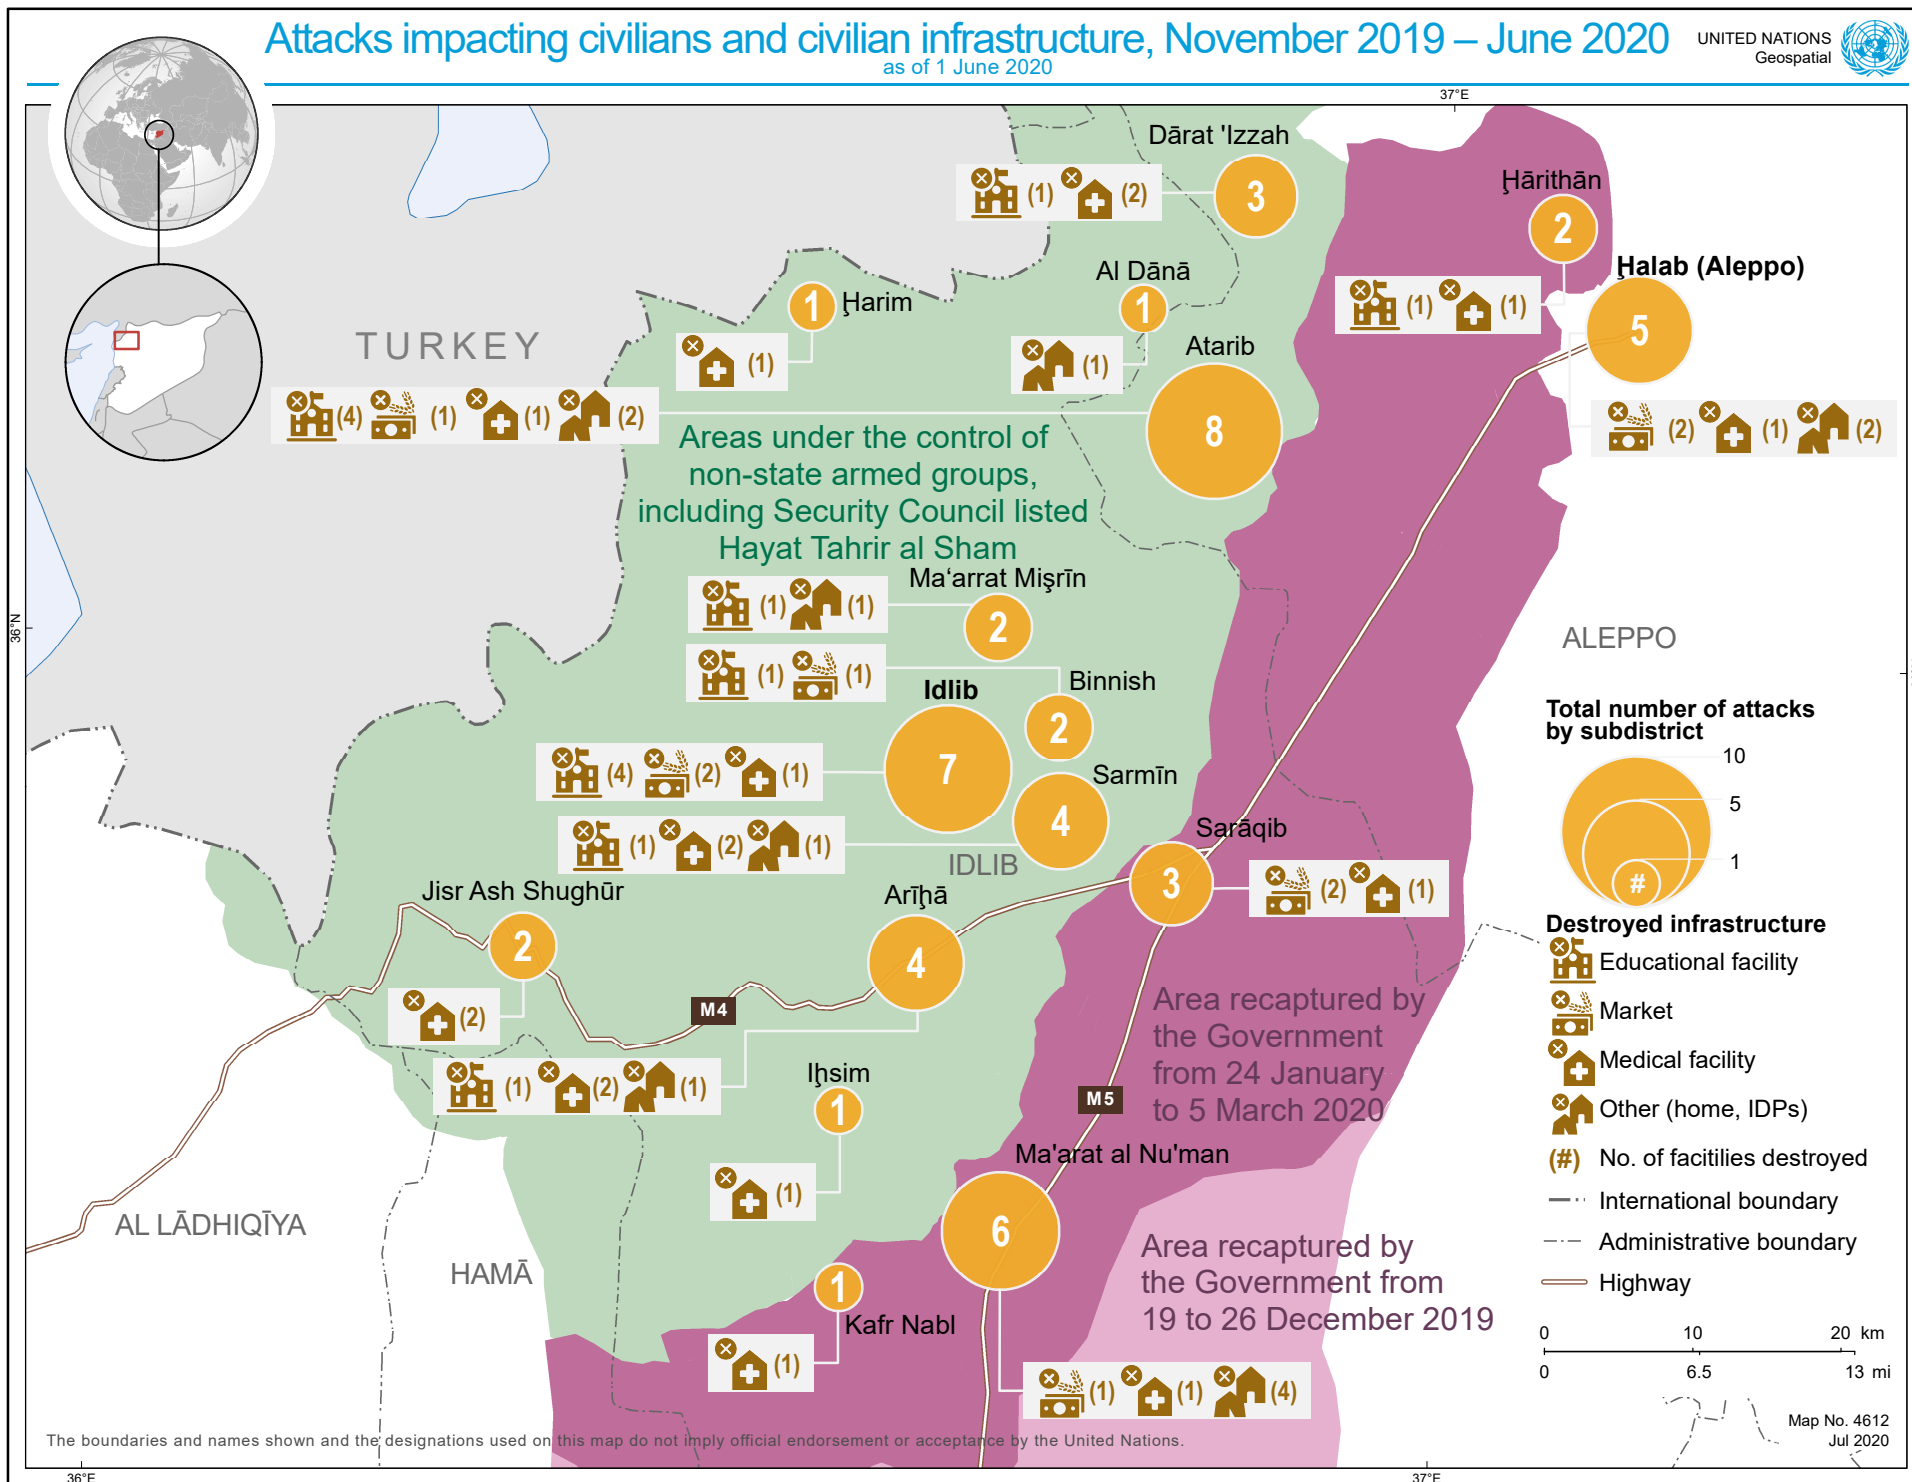 Attacks impacting civilians and civilian infrastructure, November 2019 – June 2020
as of 1 June 2020
UNITED NATIONS
Geospatial
37°E
Dārat 'Izzah
(1) (2)
3
Ḩārithān
2
(1) (1)
Ḩalab (Aleppo)
5
(2) (1) (2)
Al Dānā
1
(1)
1
Ḩarim
(1)
TURKEY
Atarib
8
(4) (1) (1) (2)
Areas under the control of
non-state armed groups,
including Security Council listed
Hayat Tahrir al Sham
Ma‘arrat Mişrīn
(1) (1)
2
36°N
ALEPPO
(1) (1)
Binnish
2
Idlib
7
(4) (2) (1)
Sarmīn
4
(1) (2) (1)
IDLIB
Sarāqib
3
(2) (1)
Jisr Ash Shughūr
2
(2)
Arīḩā
4
(1) (2) (1)
M4
Iḩsim
1
(1)
M5
Area recaptured by
the Government
from 24 January
to 5 March 2020
Ma'arat al Nu'man
6
(1) (1) (4)
Area recaptured by
the Government from
19 to 26 December 2019
AL LĀDHIQĪYA
HAMĀ
1
Kafr Nabl
(1)
Total number of attacks
by subdistrict
10
5
1
#
Destroyed infrastructure
Educational facility
Market
Medical facility
Other (home, IDPs)
(#) No. of facitilies destroyed
International boundary
Administrative boundary
Highway
0 10 20 km
0 6.5 13 mi
Map No. 4612
Jul 2020
The boundaries and names shown and the designations used on this map do not imply official endorsement or acceptance by the United Nations.
36°E
37°E